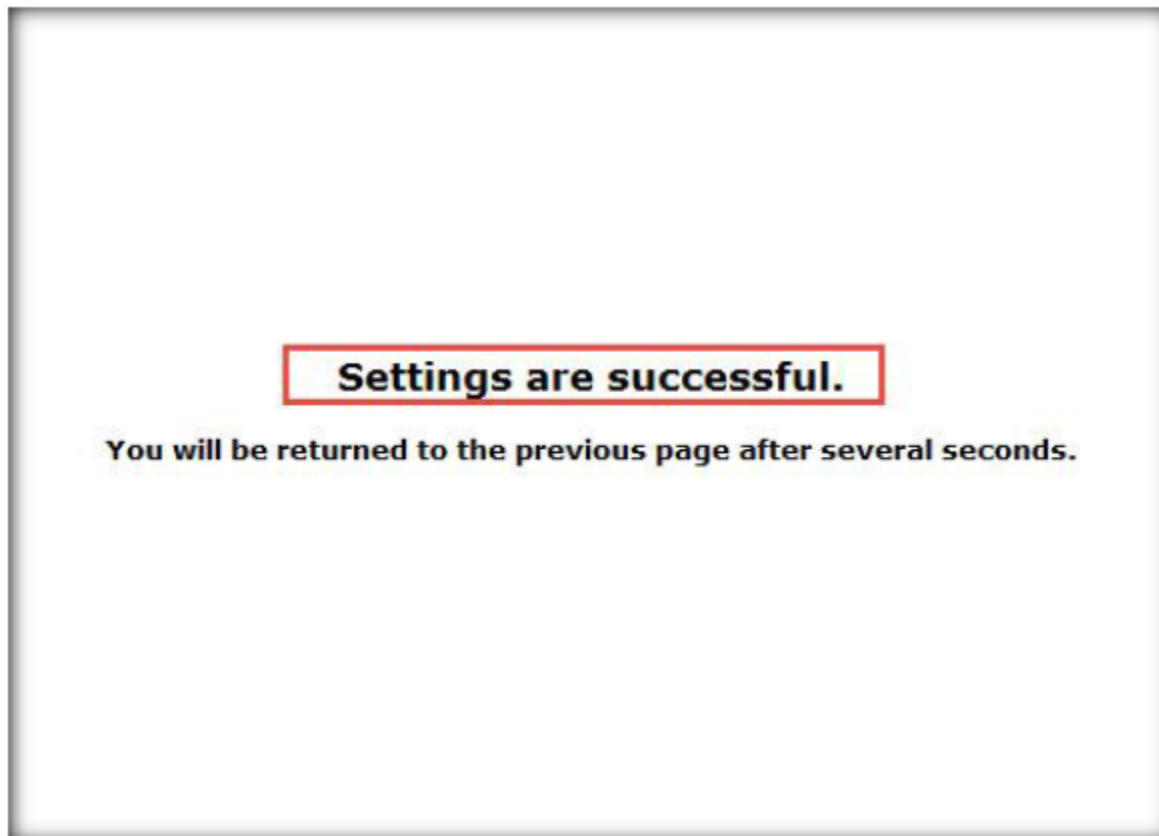 Settings are successful.
You will be returned to the previous page after several seconds.